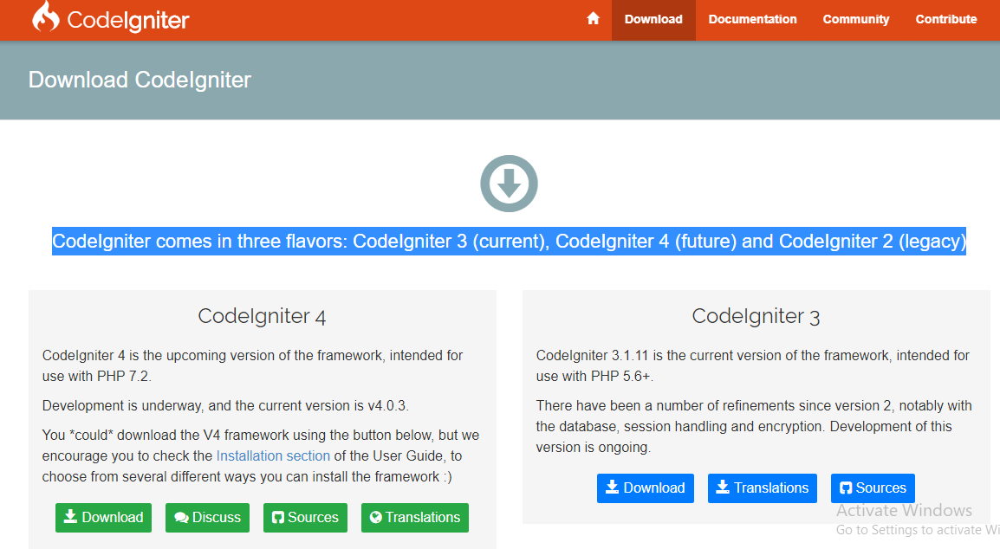 CodeIgniter
Download
Documentation
Community
Contribute
Download CodeIgniter
CodeIgniter comes in three flavors: CodeIgniter 3 (current), CodeIgniter 4 (future) and CodeIgniter 2 (legacy)
CodeIgniter 4
CodeIgniter 4 is the upcoming version of the framework, intended for
use with PHP 7.2.
Development is underway, and the current version is v4.0.3.
You *could* download the V4 framework using the button below, but we
encourage you to check the Installation section of the User Guide, to
choose from several different ways you can install the framework :)
Download
Discuss
Sources
Translations
CodeIgniter 3
CodeIgniter 3.1.11 is the current version of the framework, intended for
use with PHP 5.6+.
There have been a number of refinements since version 2, notably with
the database, session handling and encryption. Development of this
version is ongoing.
Download
Translations
Sources
Activate Windows
Go to Settings to activate Wi